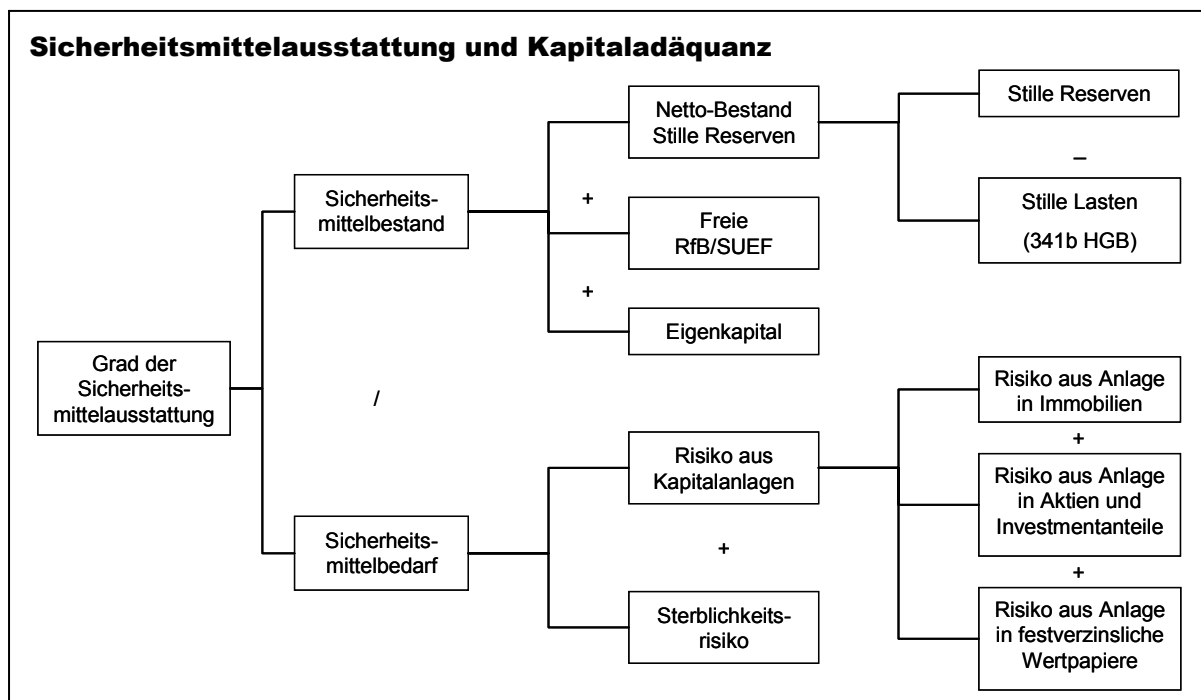 Sicherheitsmittelausstattung und Kapitaladäquanz
Grad der
Sicherheits-
mittelausstattung
/
Sicherheits-
mittelbestand
Sicherheits-
mittelbedarf
Netto-Bestand
Stille Reserven
+
Freie
RfB/SUEF
+
Eigenkapital
Risiko aus
Kapitalanlagen
+
Sterblichkeits-
risiko
Stille Reserven
–
Stille Lasten
(341b HGB)
Risiko aus Anlage
in Immobilien
+
Risiko aus Anlage
in Aktien und
Investmentanteile
+
Risiko aus Anlage
in festverzinsliche
Wertpapiere